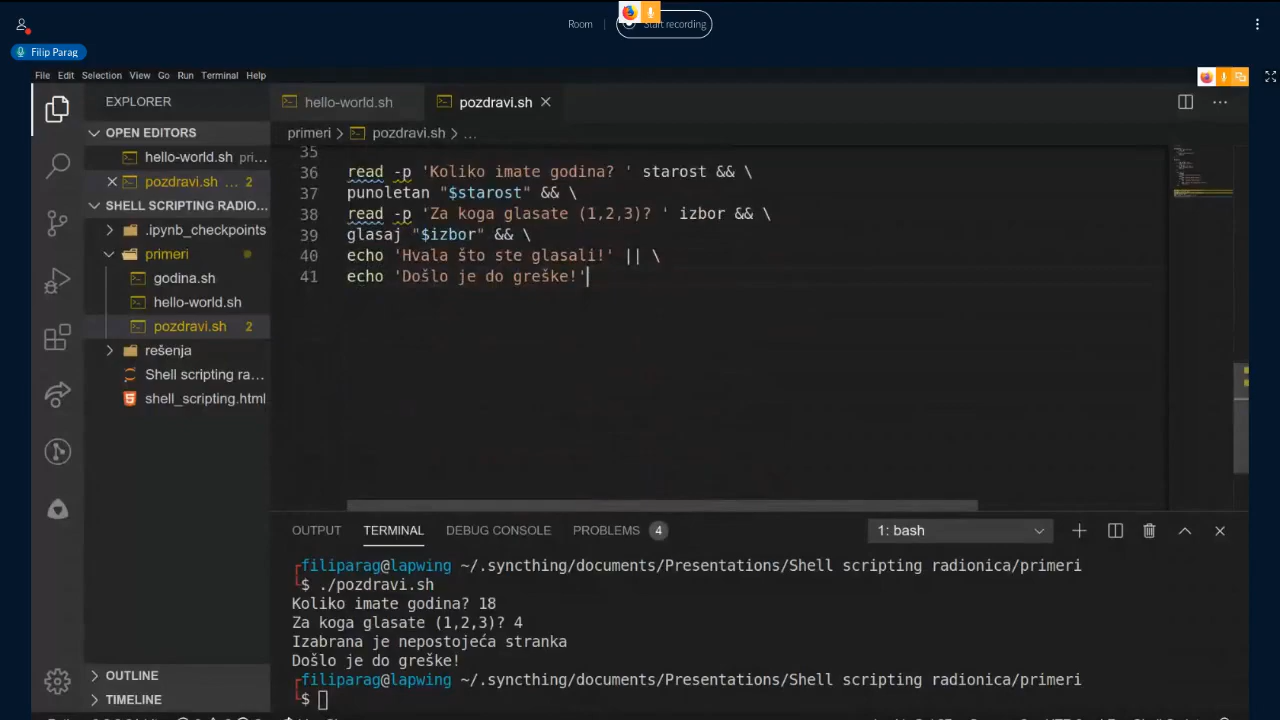 Room
Start recording
Filip Parag
File Edit Selection View Go Run Terminal Help
EXPLORER
hello-world.sh
pozdravi.sh
OPEN EDITORS
primeri > pozdravi.sh > ...
hello-world.sh pri...
pozdravi.sh ... 2
SHELL SCRIPTING RADIO...
.ipynb_checkpoints
primeri
godina.sh
hello-world.sh
pozdravi.sh 2
rešenja
Shell scripting ra...
shell_scripting.html
OUTLINE
TIMELINE
35
36 read -p 'Koliko imate godina? ' starost && \
37 punoletan "$starost" && \
38 read -p 'Za koga glasate (1,2,3)? ' izbor && \
39 glasaj "$izbor" && \
40 echo 'Hvala što ste glasali!' || \
41 echo 'Došlo je do greške!'
OUTPUT TERMINAL DEBUG CONSOLE PROBLEMS 4
1: bash
filiparag@lapwing ~/.syncthing/documents/Presentations/Shell scripting radionica/primeri
$ ./pozdravi.sh
Koliko imate godina? 18
Za koga glasate (1,2,3)? 4
Izabrana je nepostojeća stranka
Došlo je do greške!
filiparag@lapwing ~/.syncthing/documents/Presentations/Shell scripting radionica/primeri
$